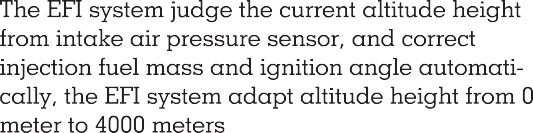 The EFI system judge the current altitude height
from intake air pressure sensor, and correct
injection fuel mass and ignition angle automati-
cally, the EFI system adapt altitude height from 0
meter to 4000 meters